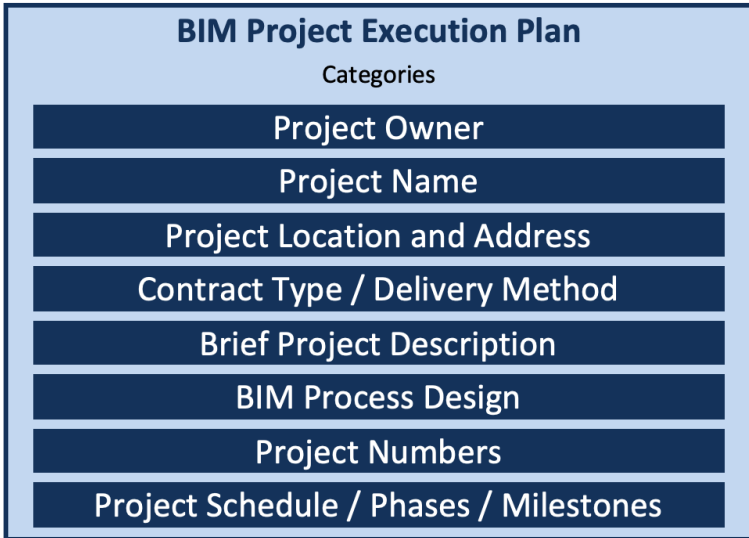 BIM Project Execution Plan
Categories
Project Owner
Project Name
Project Location and Address
Contract Type / Delivery Method
Brief Project Description
BIM Process Design
Project Numbers
Project Schedule / Phases / Milestones